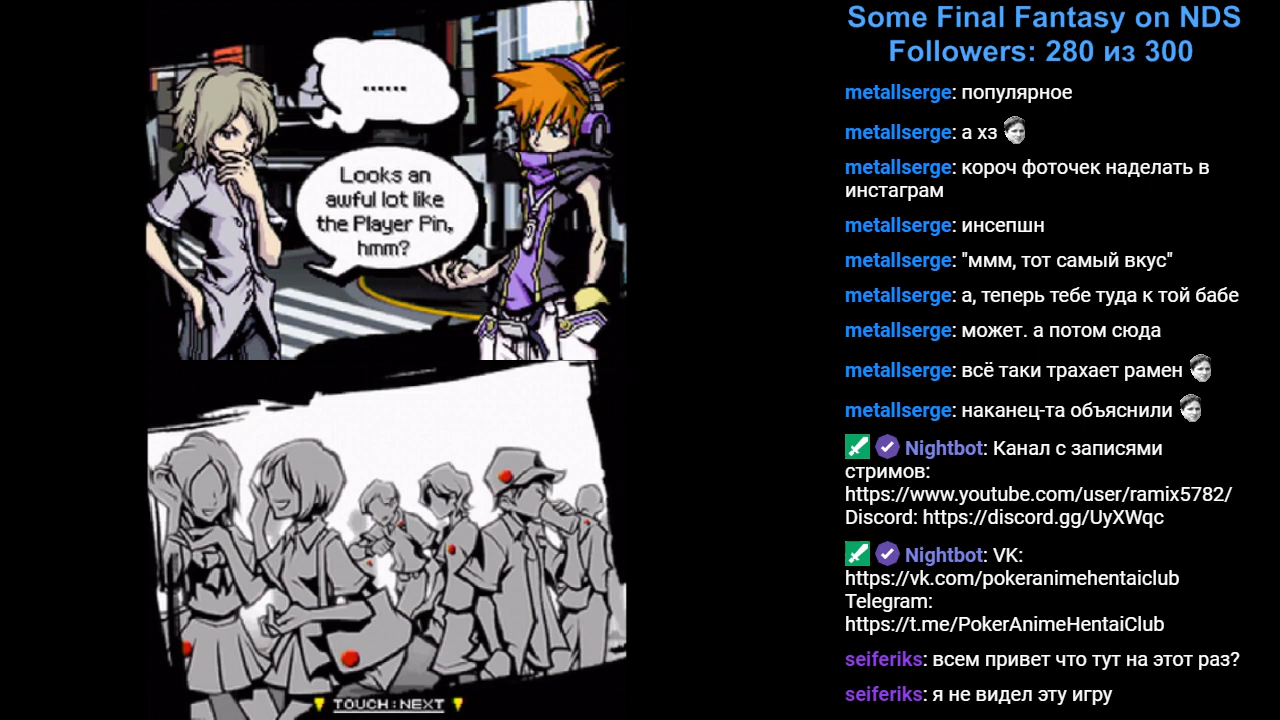 ......
Looks an
awful lot like
the Player Pin,
hmm?
TOUCH:NEXT
Some Final Fantasy on NDS
Followers: 280 из 300
metallserge: популярное
metallserge: а хз
metallserge: короч фоточек наделать в
инстаграм
metallserge: инсепшн
metallserge: "ммм, тот самый вкус"
metallserge: а, теперь тебе туда к той бабе
metallserge: может. а потом сюда
metallserge: всё таки трахает рамен
metallserge: наканец-та объяснили
Nightbot: Канал с записями
стримов:
https://www.youtube.com/user/ramix5782/
Discord: https://discord.gg/UyXWqc
Nightbot: VK:
https://vk.com/pokeranimehentaiclub
Telegram:
https://t.me/PokerAnimeHentaiClub
seiferiks: всем привет что тут на этот раз?
seiferiks: я не видел эту игру